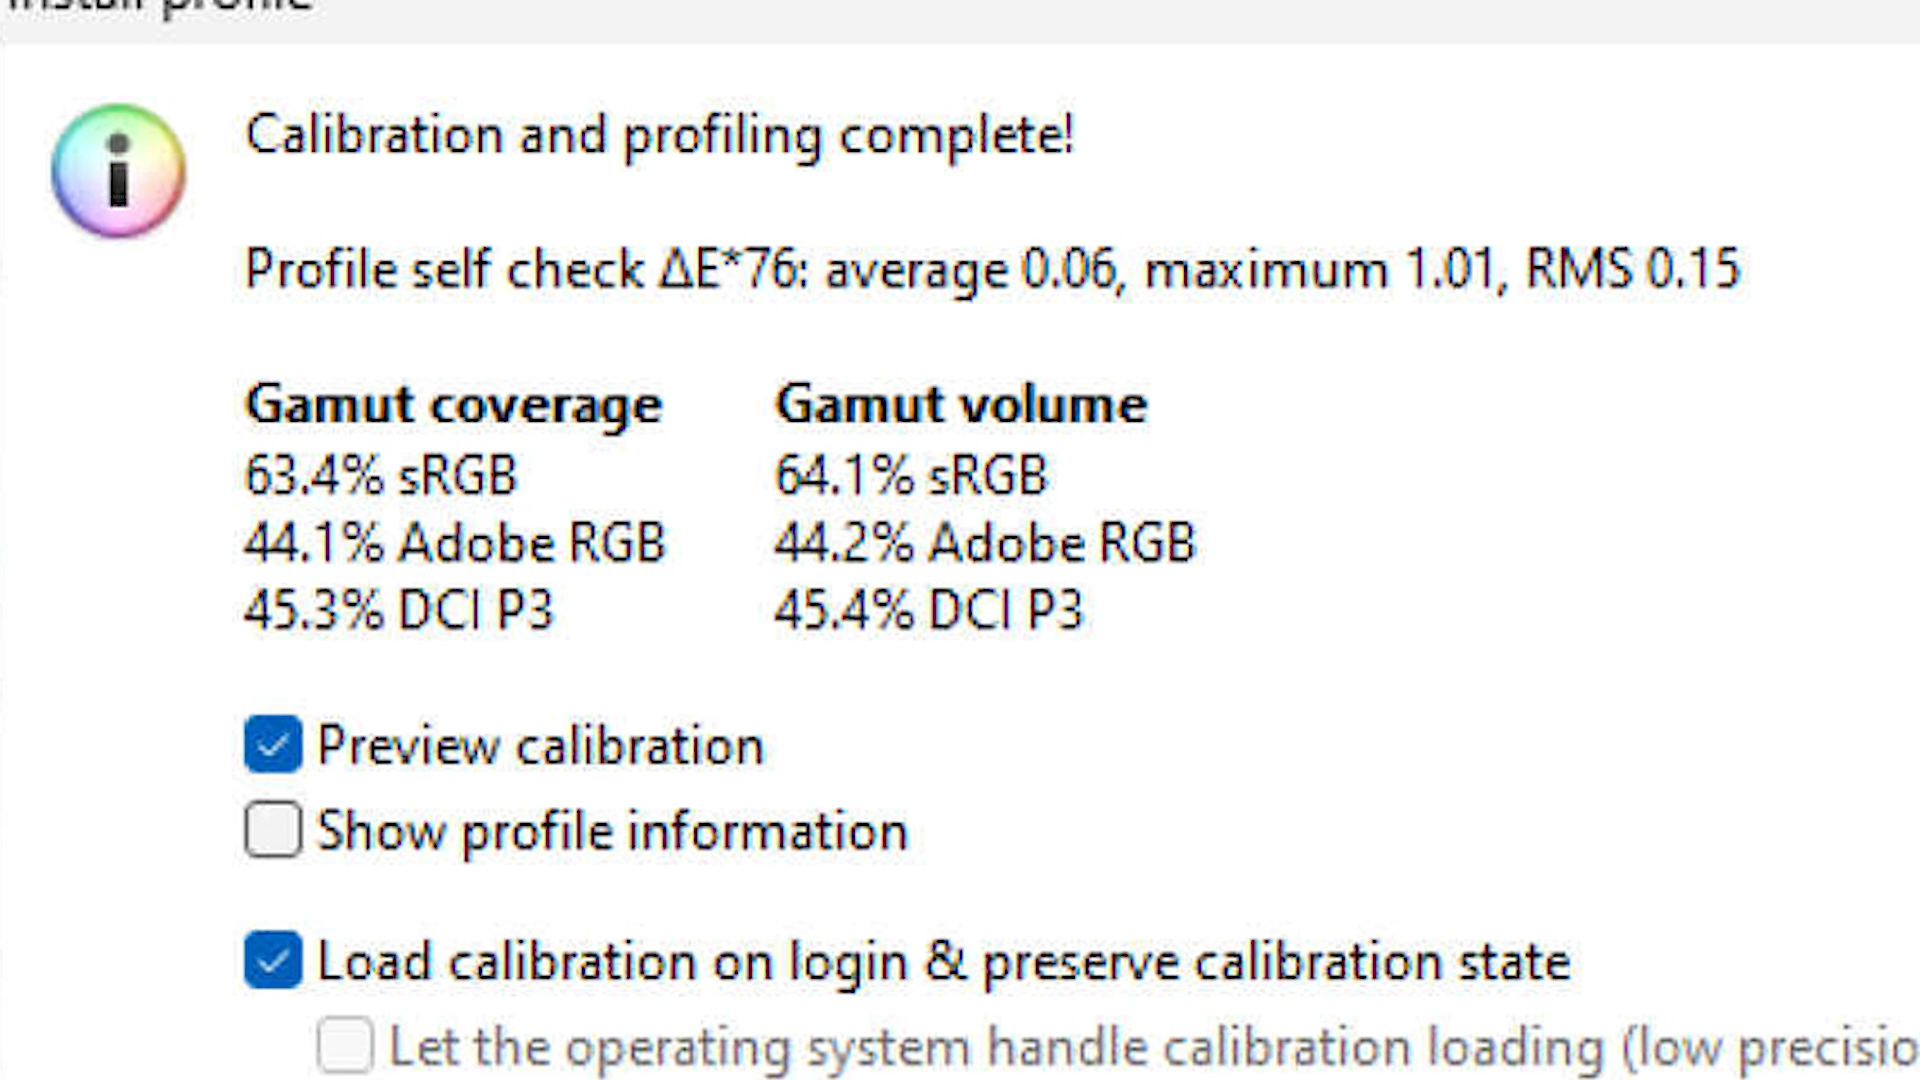 Install profile
Calibration and profiling complete!
Profile self check ΔE*76: average 0.06, maximum 1.01, RMS 0.15
Gamut coverage Gamut volume
63.4% sRGB 64.1% sRGB
44.1% Adobe RGB 44.2% Adobe RGB
45.3% DCI P3 45.4% DCI P3
Preview calibration
Show profile information
Load calibration on login & preserve calibration state
Let the operating system handle calibration loading (low precisio